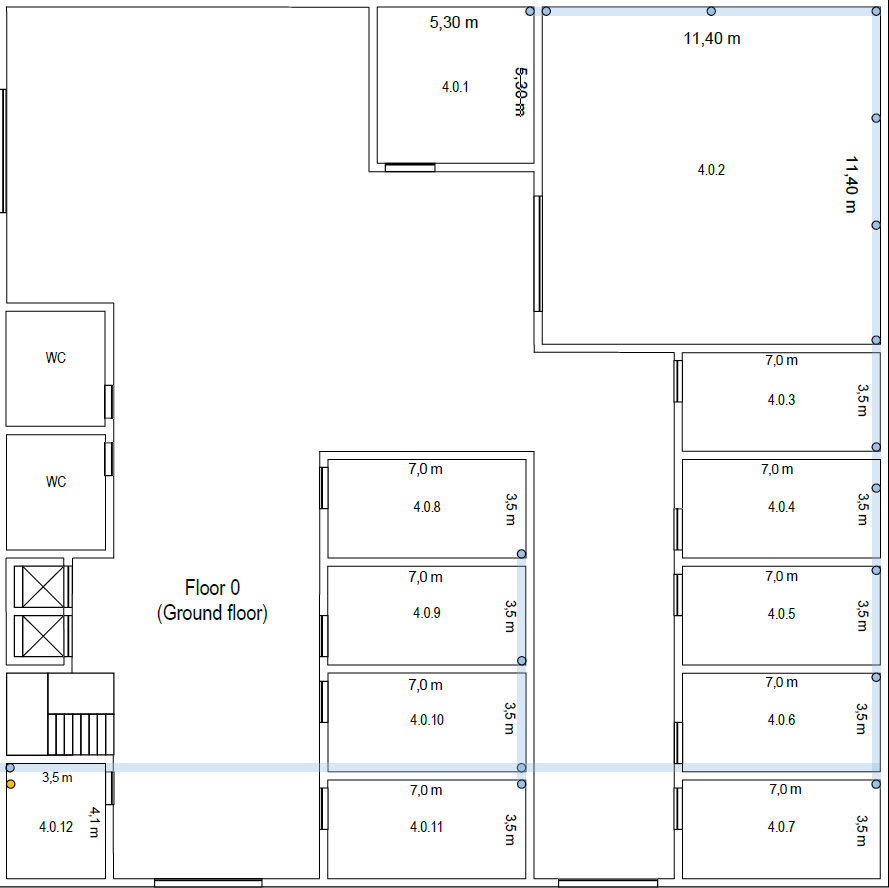 5,30 m
11,40 m
4.0.1
5,30 m
4.0.2
11,40 m
WC
7,0 m
4.0.3
3,5 m
WC
7,0 m
4.0.8
3,5 m
7,0 m
4.0.4
3,5 m
Floor 0
(Ground floor)
7,0 m
4.0.9
3,5 m
7,0 m
4.0.5
3,5 m
7,0 m
4.0.10
3,5 m
7,0 m
4.0.6
3,5 m
3,5 m
4.0.12
4,1 m
7,0 m
4.0.11
3,5 m
7,0 m
4.0.7
3,5 m